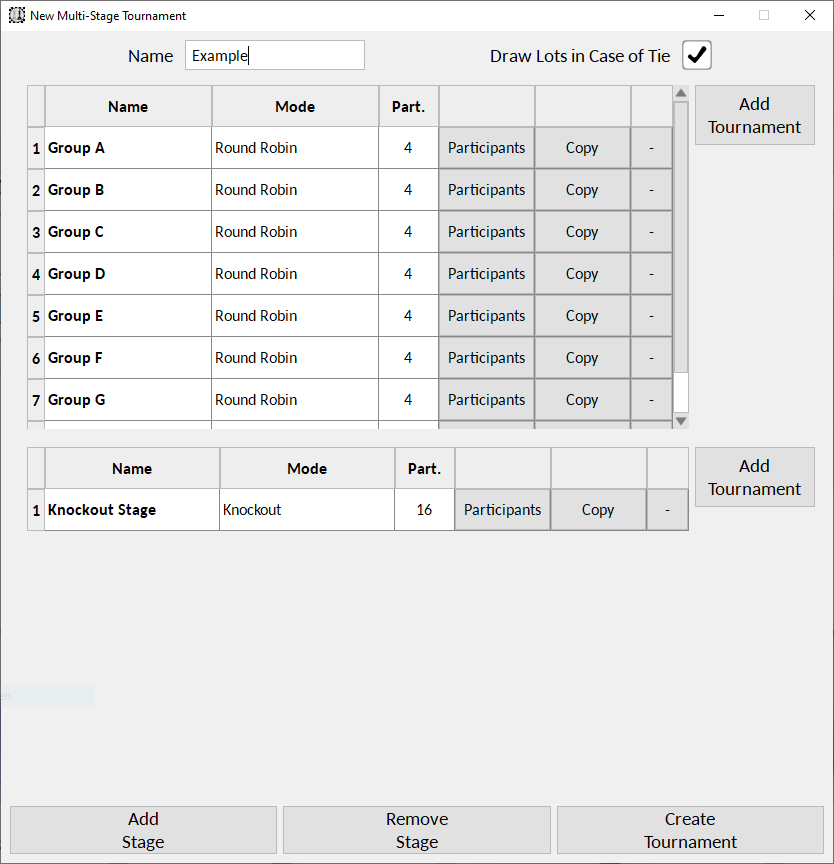 New Multi-Stage Tournament
Name Example Draw Lots in Case of Tie
Name Mode Part.
Add
Tournament
1 Group A Round Robin 4 Participants Copy -
2 Group B Round Robin 4 Participants Copy -
3 Group C Round Robin 4 Participants Copy -
4 Group D Round Robin 4 Participants Copy -
5 Group E Round Robin 4 Participants Copy -
6 Group F Round Robin 4 Participants Copy -
7 Group G Round Robin 4 Participants Copy -
Name Mode Part.
Add
Tournament
1 Knockout Stage Knockout 16 Participants Copy -
Add
Stage
Remove
Stage
Create
Tournament